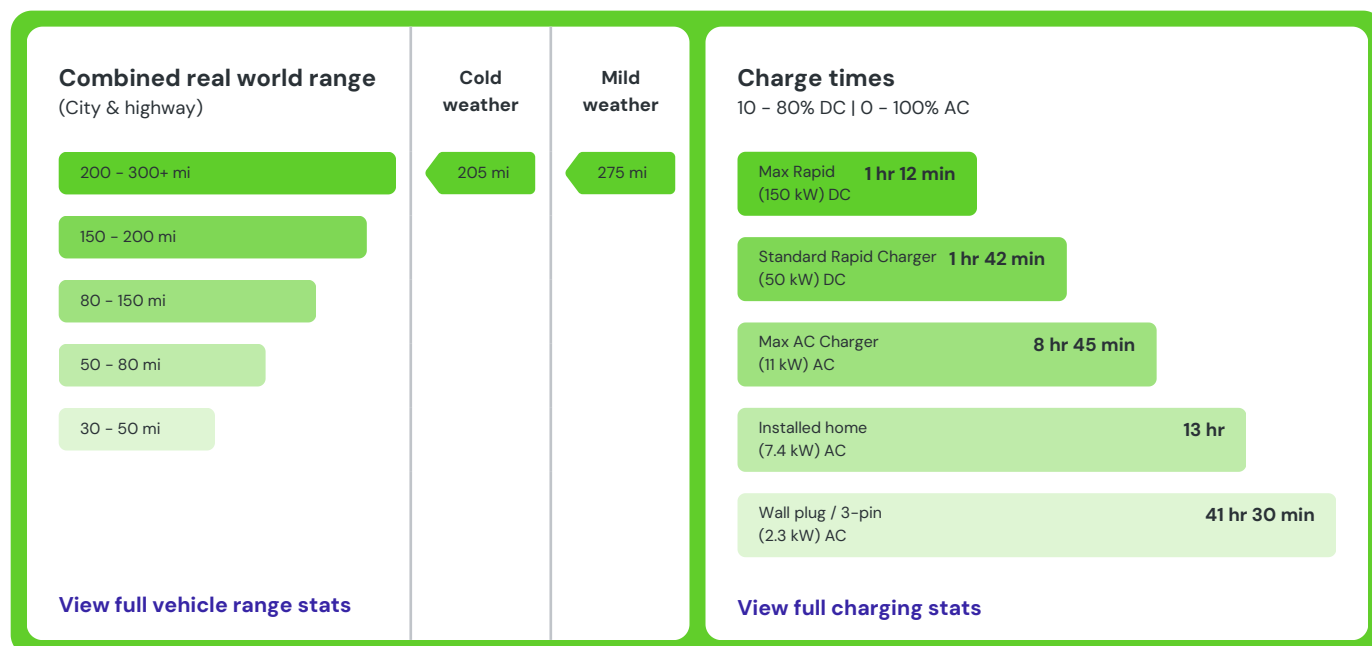 Combined real world range
(City & highway)
Cold
weather
Mild
weather
200 - 300+ mi
205 mi
275 mi
150 - 200 mi
80 - 150 mi
50 - 80 mi
30 - 50 mi
View full vehicle range stats
Charge times
10 - 80% DC | 0 - 100% AC
Max Rapid 1 hr 12 min
(150 kW) DC
Standard Rapid Charger 1 hr 42 min
(50 kW) DC
Max AC Charger 8 hr 45 min
(11 kW) AC
Installed home 13 hr
(7.4 kW) AC
Wall plug / 3-pin 41 hr 30 min
(2.3 kW) AC
View full charging stats